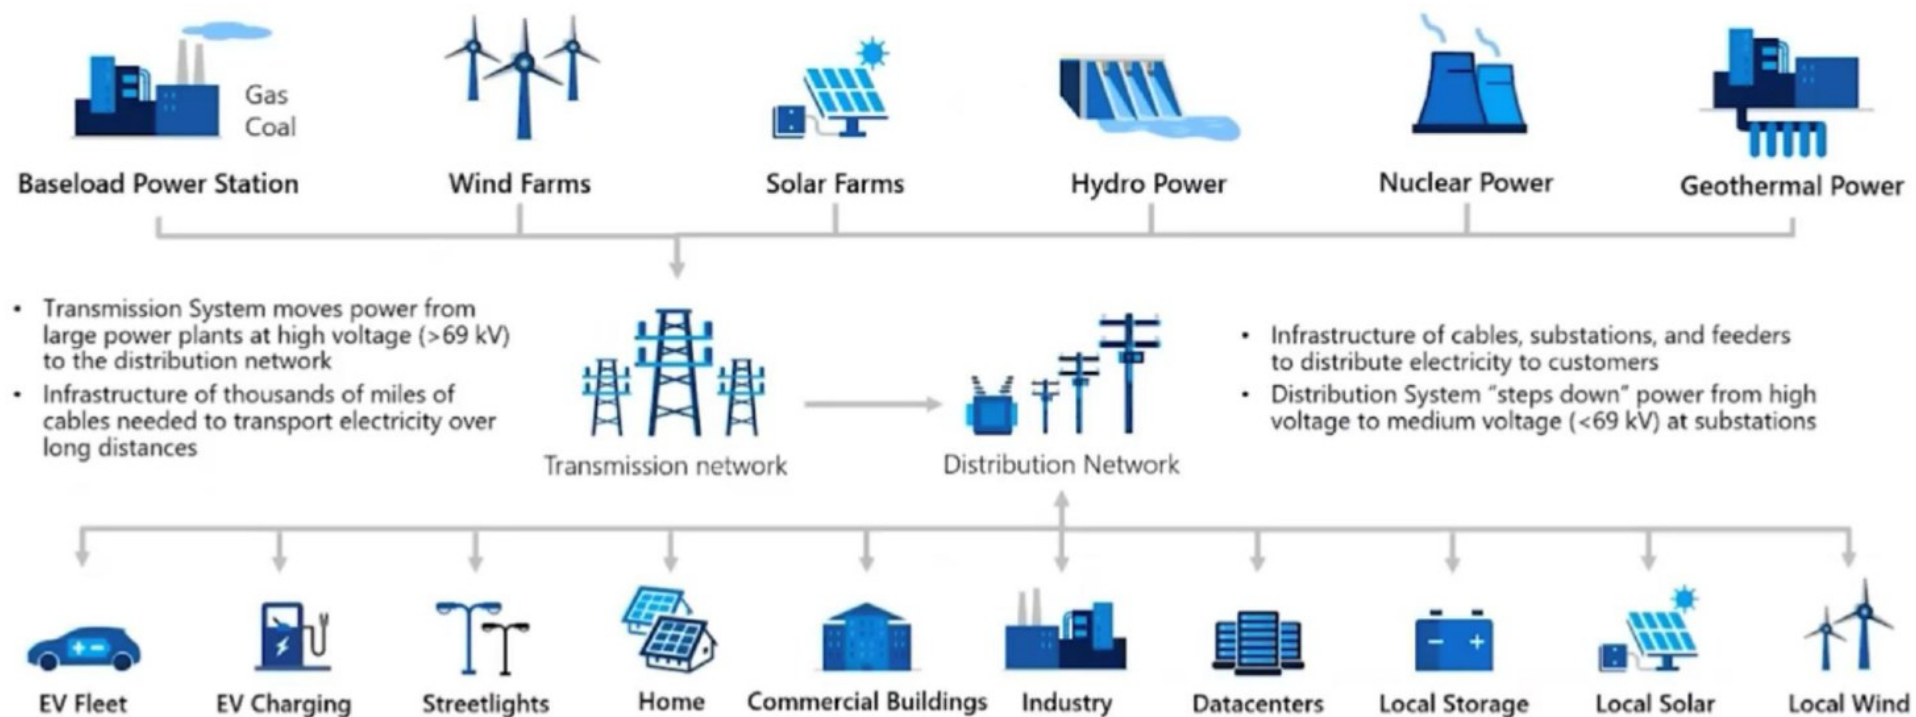 Gas
Coal
Baseload Power Station
Wind Farms
Solar Farms
Hydro Power
Nuclear Power
Geothermal Power
• Transmission System moves power from
large power plants at high voltage (>69 kV)
to the distribution network
• Infrastructure of thousands of miles of
cables needed to transport electricity over
long distances
Transmission network
Distribution Network
• Infrastructure of cables, substations, and feeders
to distribute electricity to customers
• Distribution System “steps down” power from high
voltage to medium voltage (<69 kV) at substations
EV Fleet
EV Charging
Streetlights
Home
Commercial Buildings
Industry
Datacenters
Local Storage
Local Solar
Local Wind